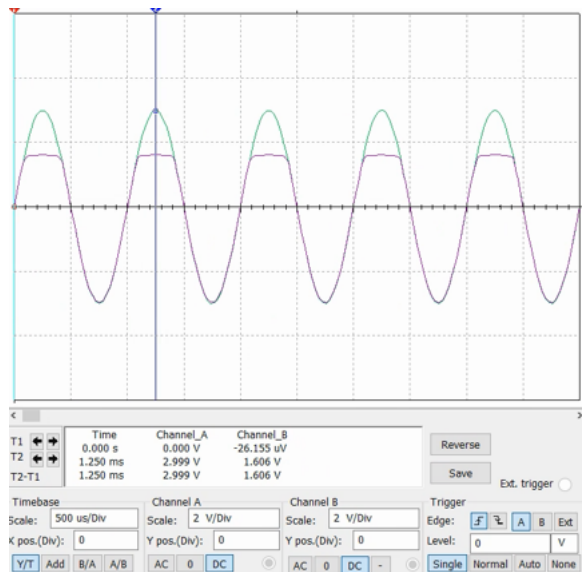 Time Channel_A Channel_B
T1 0.000 s 0.000 V -26.155 uV
T2 1.250 ms 2.999 V 1.606 V
T2-T1 1.250 ms 2.999 V 1.606 V
Reverse
Save
Ext. trigger
Timebase
Scale: 500 us/Div
X pos.(Div): 0
Y/T Add B/A A/B
Channel A
Scale: 2 V/Div
Y pos.(Div): 0
AC 0 DC
Channel B
Scale: 2 V/Div
Y pos.(Div): 0
AC 0 DC -
Trigger
Edge: A B Ext
Level: 0 V
Single Normal Auto None